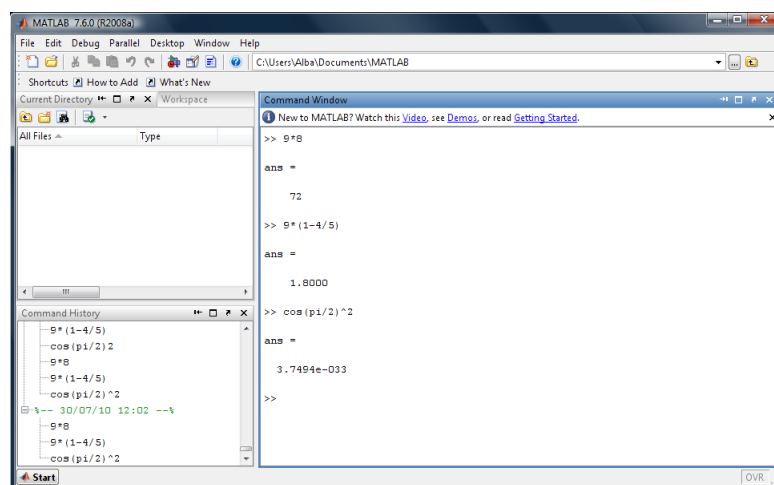 MATLAB 7.6.0 (R2008a)
File Edit Debug Parallel Desktop Window Help
C:\Users\Alba\Documents\MATLAB
Shortcuts How to Add What's New
Current Directory Workspace
All Files Type
Command History
9*(1-4/5)
cos(pi/2)2
9*8
9*(1-4/5)
cos(pi/2)^2
%-- 30/07/10 12:02 --%
9*8
9*(1-4/5)
cos(pi/2)^2
Command Window
New to MATLAB? Watch this Video, see Demos, or read Getting Started.
>> 9*8
ans =
72
>> 9*(1-4/5)
ans =
1.8000
>> cos(pi/2)^2
ans =
3.7494e-033
>>
Start
OVR